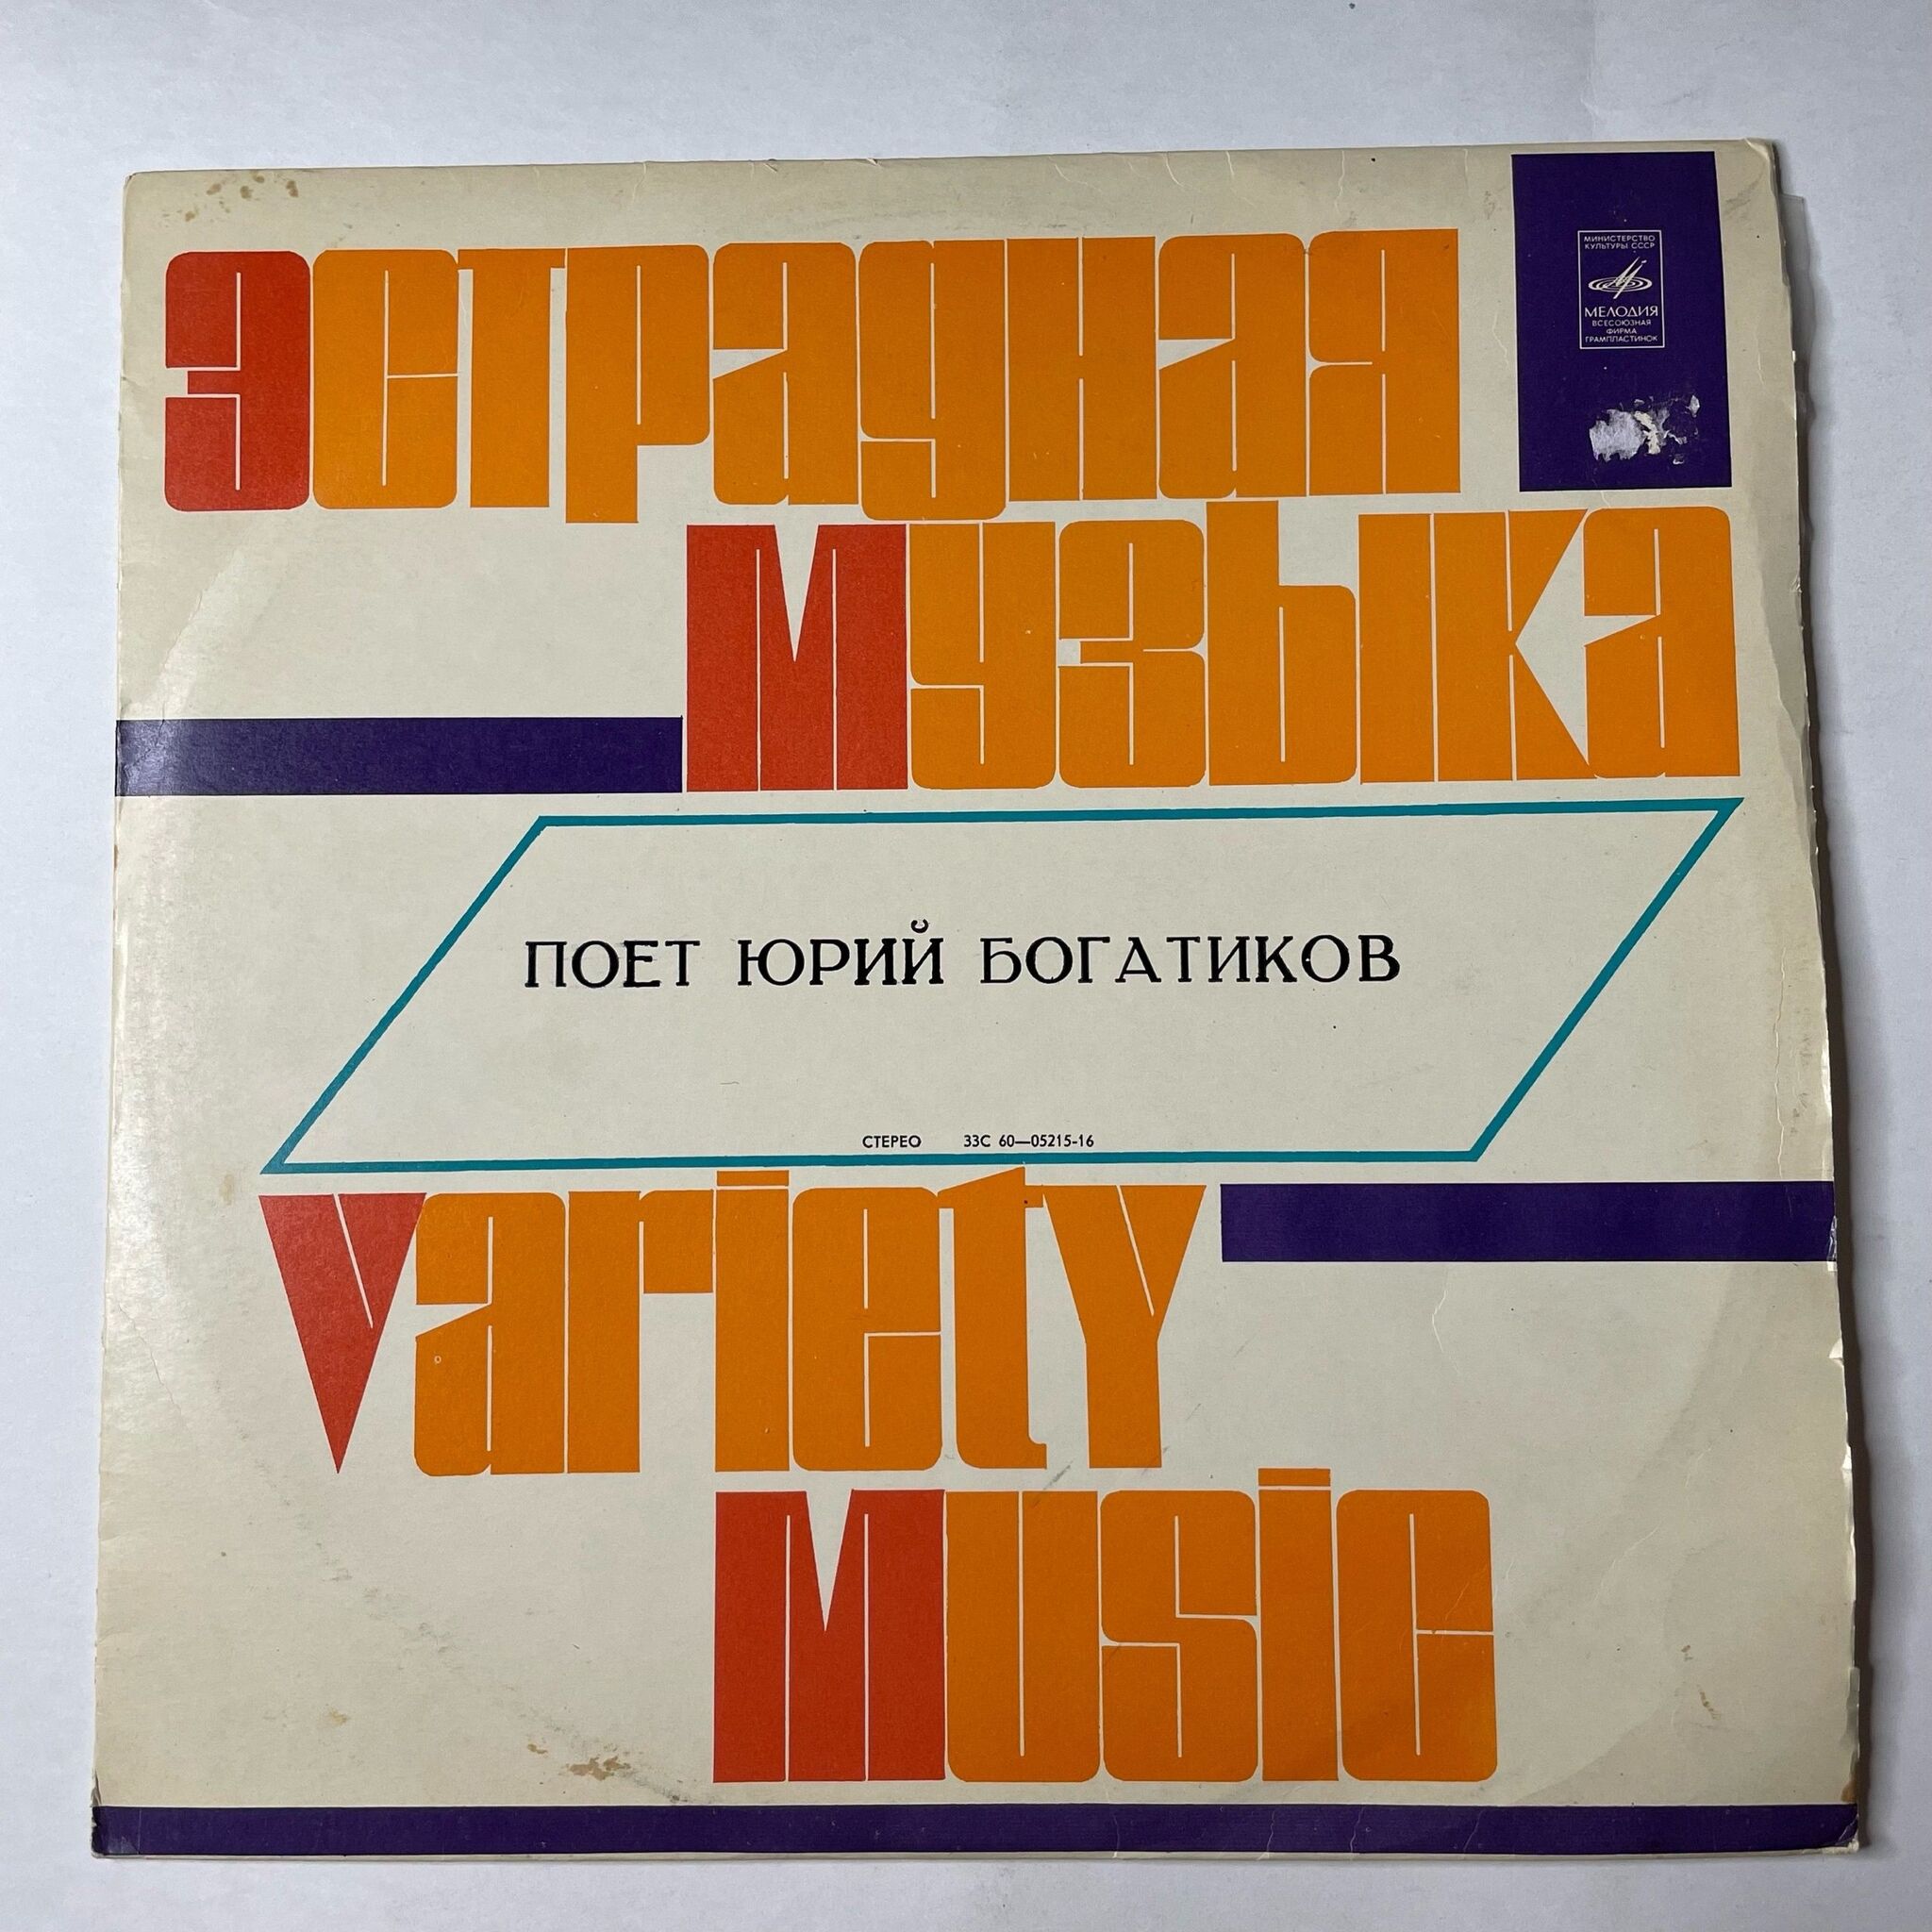 Эстрадная
МИНИСТЕРСТВО
КУЛЬТУРЫ СССР
МЕЛОДИЯ
ВСЕСОЮЗНАЯ
ФИРМА
ГРАМПЛАСТИНОК
Музыка
ПОЕТ ЮРИЙ БОГАТИКОВ
СТЕРЕО 33С 60—05215-16
Variety
Music